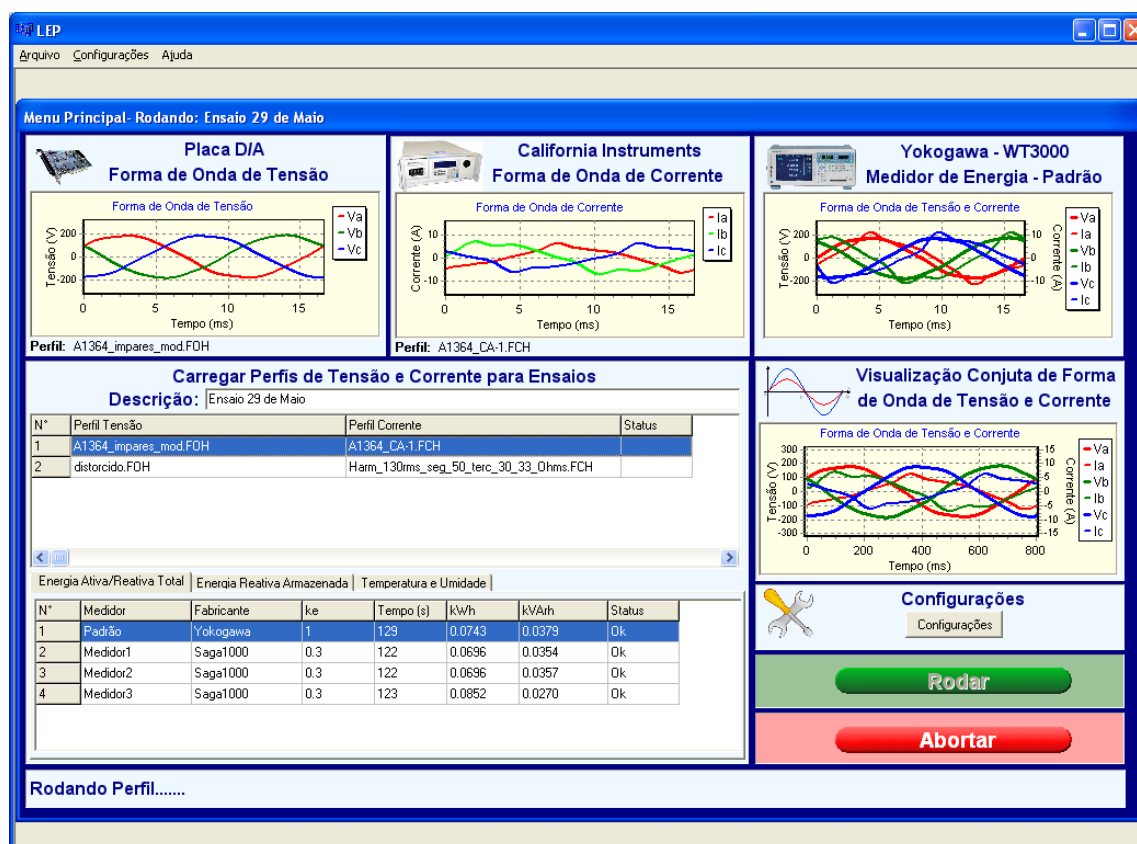 LEP
Arquivo Configurações Ajuda
Menu Principal- Rodando: Ensaio 29 de Maio
Placa D/A
Forma de Onda de Tensão
Forma de Onda de Tensão
Tensão (V)
200
0
-200
0 5 10 15
Tempo (ms)
Va
Vb
Vc
Perfil: A1364_impares_mod.FOH
California Instruments
Forma de Onda de Corrente
Forma de Onda de Corrente
Corrente (A)
10
0
-10
0 5 10 15
Tempo (ms)
Ia
Ib
Ic
Perfil: A1364_CA-1.FCH
Yokogawa - WT3000
Medidor de Energia - Padrão
Forma de Onda de Tensão e Corrente
Tensão (V)
200
0
-200
10
0
-10
Corrente (A)
0 5 10 15
Tempo (ms)
Va
Ia
Vb
Ib
Vc
Ic
Carregar Perfis de Tensão e Corrente para Ensaios
Descrição: Ensaio 29 de Maio
N° Perfil Tensão Perfil Corrente Status
1 A1364_impares_mod.FOH A1364_CA-1.FCH
2 distorcido.FOH Harm_130ms_seg_50_terc_30_33_Ohms.FCH
Visualização Conjuta de Forma
de Onda de Tensão e Corrente
Forma de Onda de Tensão e Corrente
Tensão (V)
300
200
100
0
-100
-200
-300
15
10
5
0
-5
-10
-15
Corrente (A)
0 200 400 600 800
Tempo (ms)
Va
Ia
Vb
Ib
Vc
Ic
Energia Ativa/Reativa Total Energia Reativa Armazenada Temperatura e Umidade
N° Medidor Fabricante ke Tempo (s) kWh kVArh Status
1 Padrão Yokogawa 1 129 0.0743 0.0379 Ok
2 Medidor1 Saga1000 0.3 122 0.0696 0.0354 Ok
3 Medidor2 Saga1000 0.3 122 0.0696 0.0357 Ok
4 Medidor3 Saga1000 0.3 123 0.0852 0.0270 Ok
Configurações
Configurações
Rodar
Abortar
Rodando Perfil.......